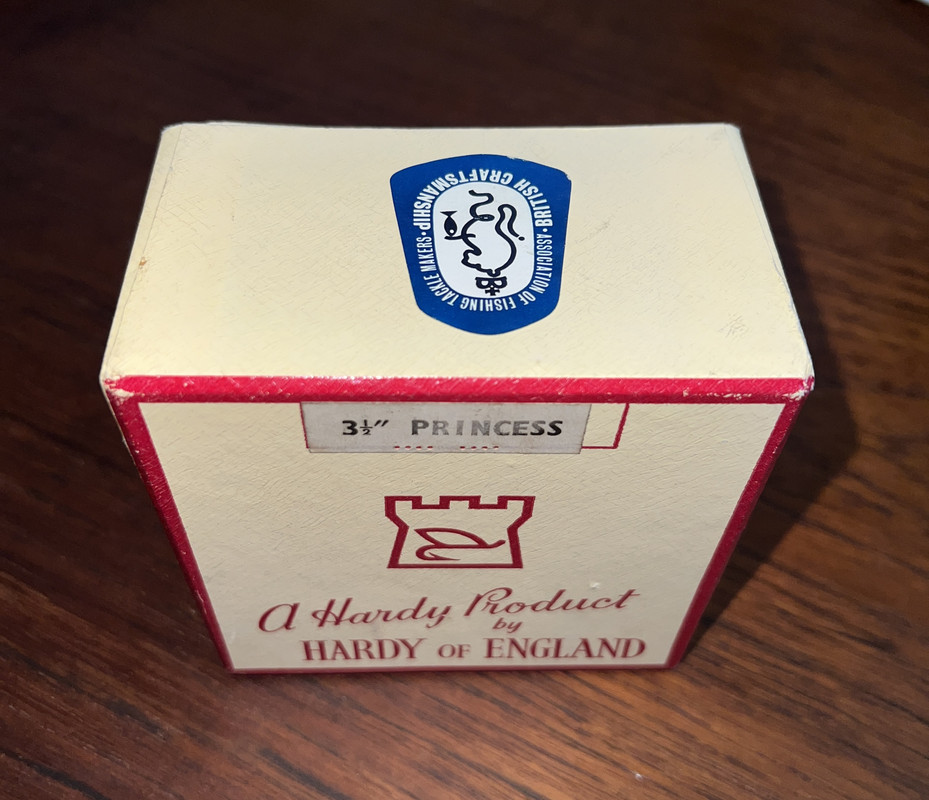 BRITISH CRAFTSMANSHIP •
ASSOCIATION OF FISHING TACKLE MAKERS •
3½″ PRINCESS
A Hardy Product
by
HARDY OF ENGLAND